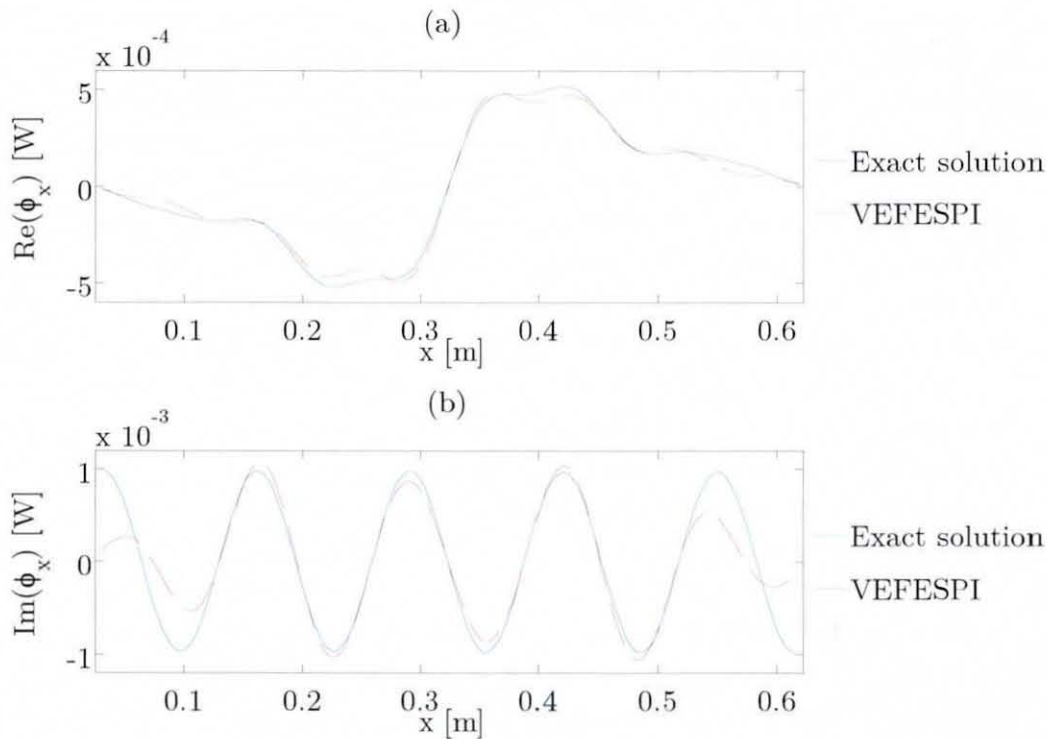 (a)
x 10⁻⁴
Re(ϕₓ) [W]
5
0
-5
0.1 0.2 0.3 0.4 0.5 0.6
x [m]
Exact solution
VEFESPI
(b)
x 10⁻³
Im(ϕₓ) [W]
1
0
-1
0.1 0.2 0.3 0.4 0.5 0.6
x [m]
Exact solution
VEFESPI